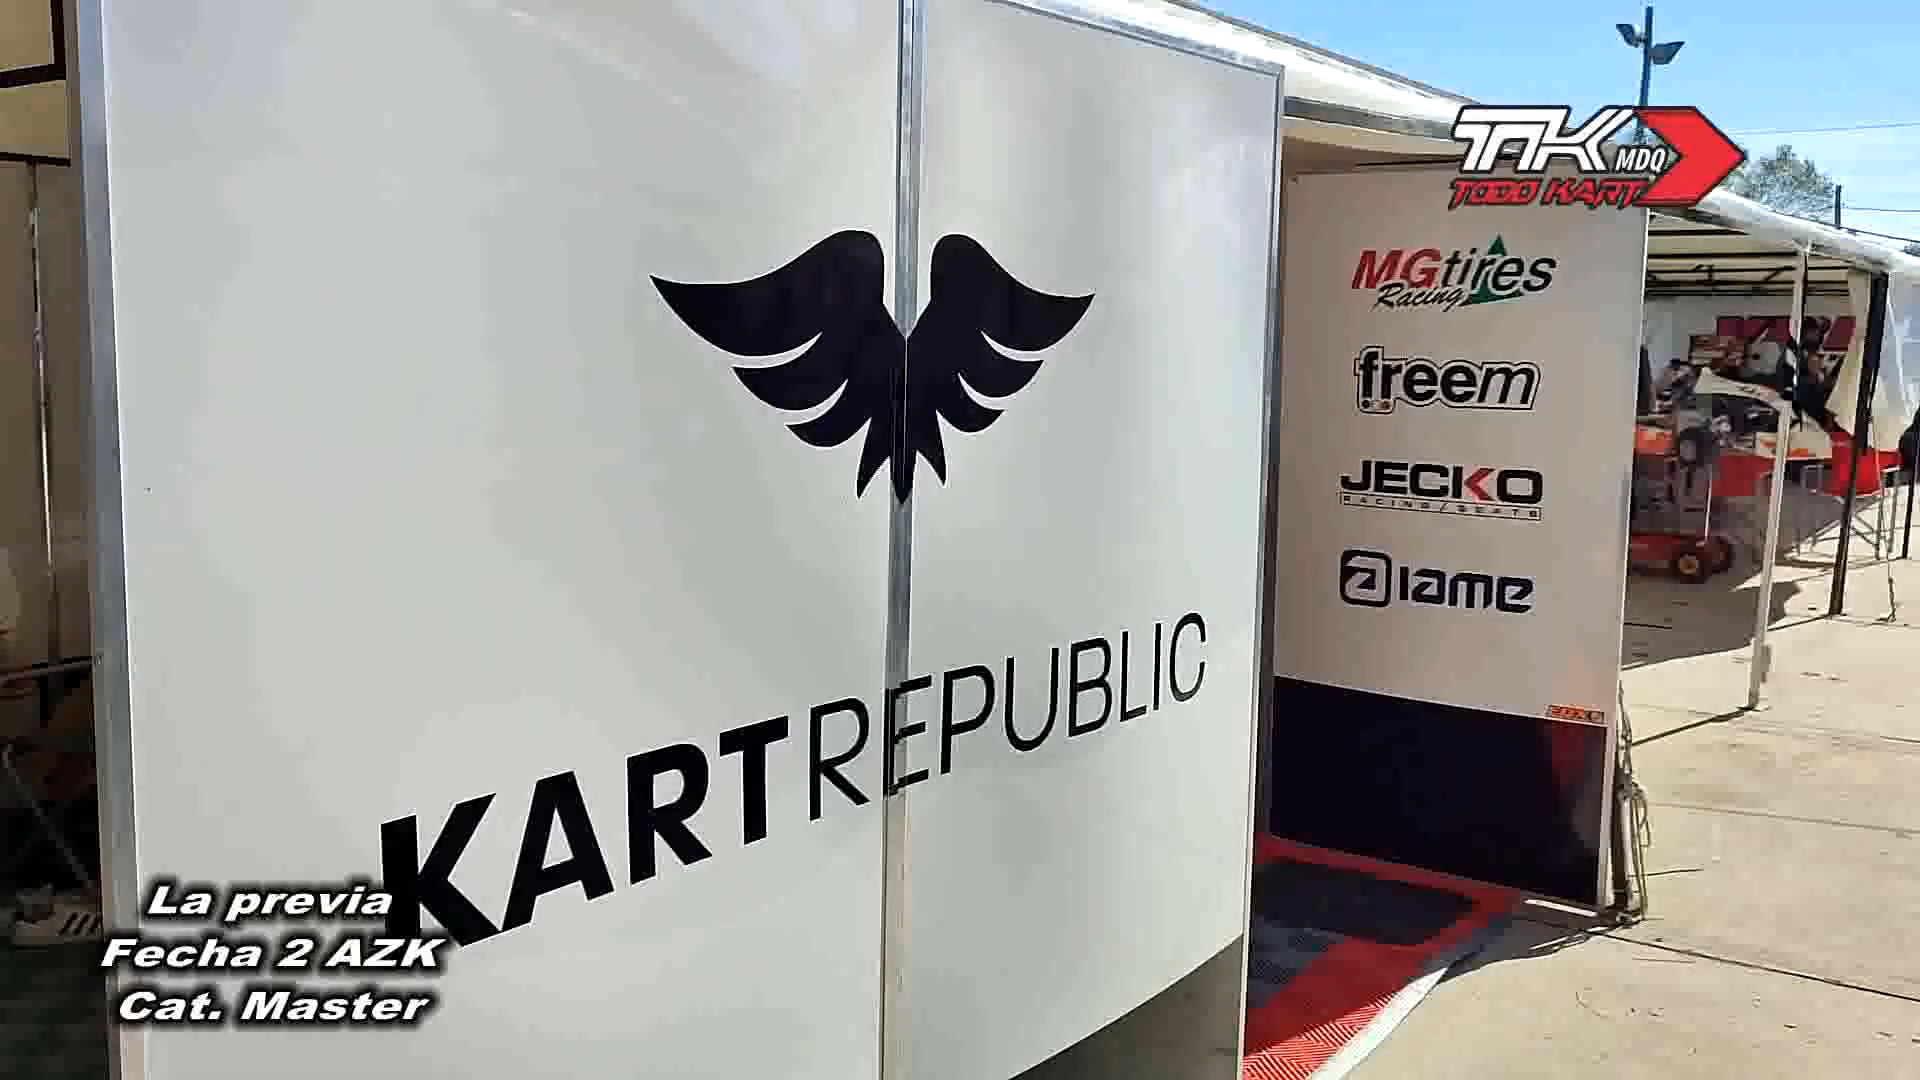 TK MDQ
TODO KART
MGtires
Racing
freem
JECKO
RACING/SEATS
iame
KARTREPUBLIC
La previa
Fecha 2 AZK
Cat. Master